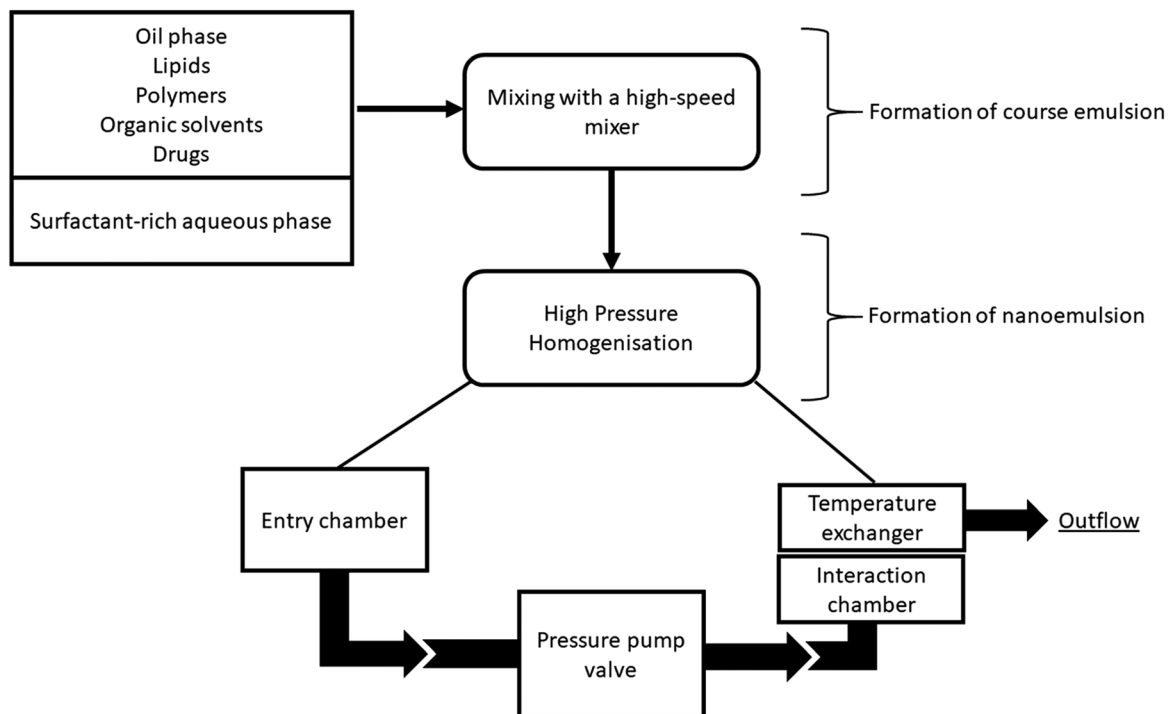 Oil phase
Lipids
Polymers
Organic solvents
Drugs
Surfactant-rich aqueous phase
Mixing with a high-speed
mixer
Formation of course emulsion
High Pressure
Homogenisation
Formation of nanoemulsion
Entry chamber
Pressure pump
valve
Temperature
exchanger
Interaction
chamber
Outflow